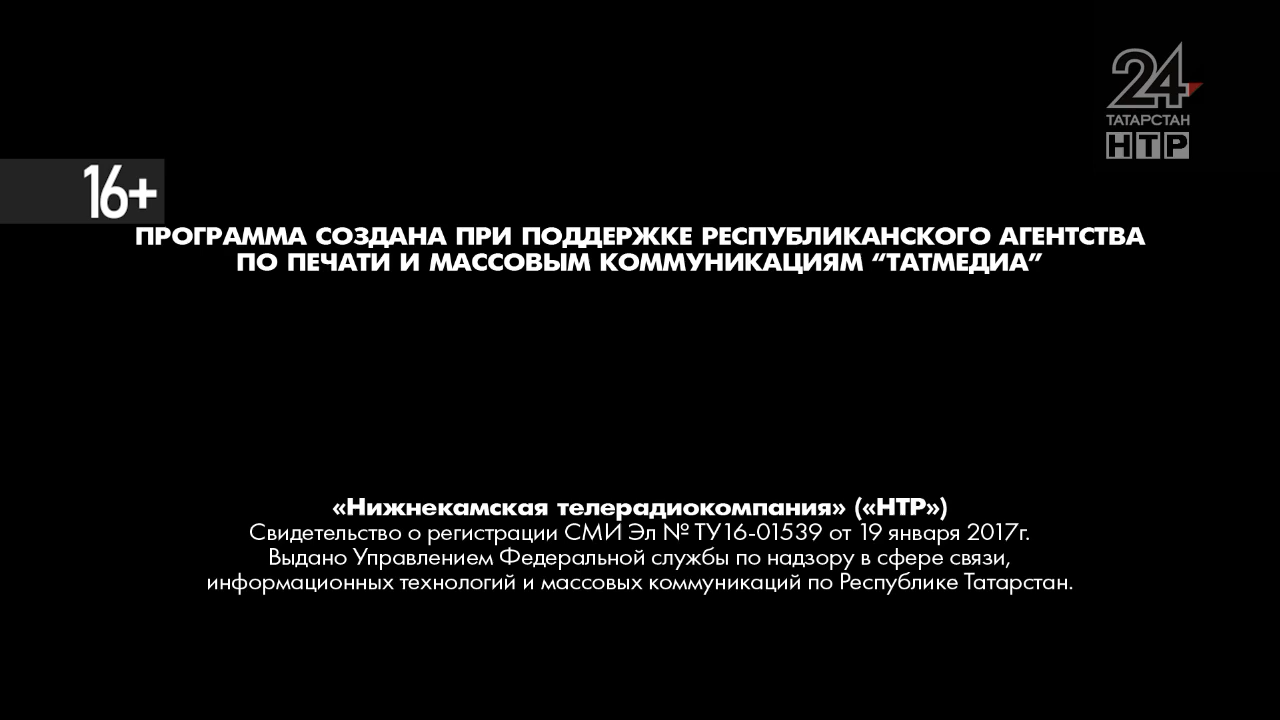 24
ТАТАРСТАН
НТР
16+
ПРОГРАММА СОЗДАНА ПРИ ПОДДЕРЖКЕ РЕСПУБЛИКАНСКОГО АГЕНТСТВА
ПО ПЕЧАТИ И МАССОВЫМ КОММУНИКАЦИЯМ “ТАТМЕДИА”
«Нижнекамская телерадиокомпания» («НТР»)
Свидетельство о регистрации СМИ Эл № ТУ16-01539 от 19 января 2017г.
Выдано Управлением Федеральной службы по надзору в сфере связи,
информационных технологий и массовых коммуникаций по Республике Татарстан.